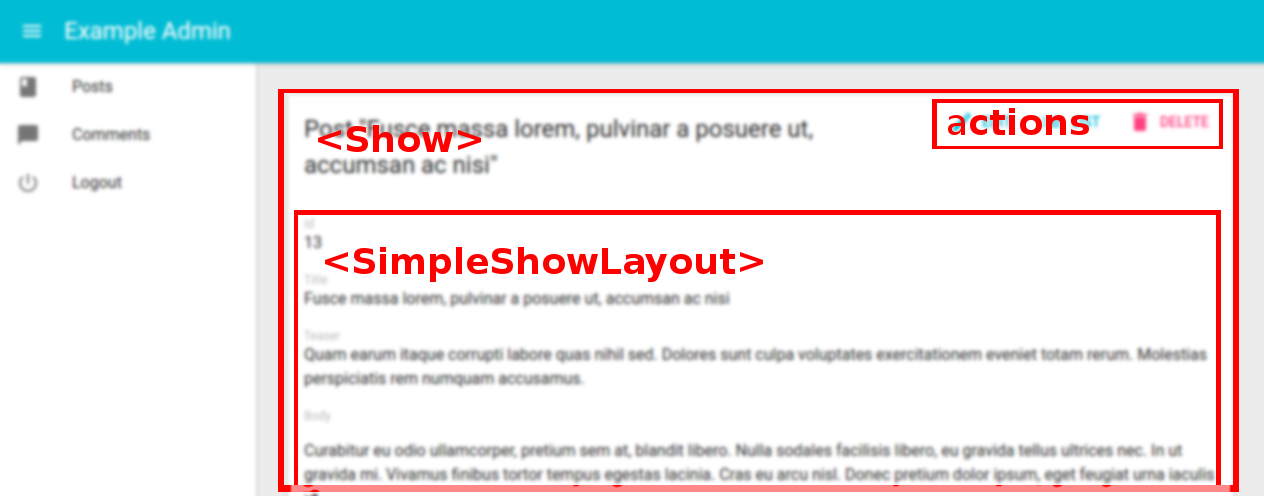 Example Admin
Posts
Comments
Logout
Post "Fusce massa lorem, pulvinar a posuere ut,
accumsan ac nisi"
<Show>
actions
DELETE
Id
13
<SimpleShowLayout>
Title
Fusce massa lorem, pulvinar a posuere ut, accumsan ac nisi
Teaser
Quam earum itaque corrupti labore quas nihil sed. Dolores sunt culpa voluptates exercitationem eveniet totam rerum. Molestias
perspiciatis rem numquam accusamus.
Body
Curabitur eu odio ullamcorper, pretium sem at, blandit libero. Nulla sodales facilisis libero, eu gravida tellus ultrices nec. In ut
gravida mi. Vivamus finibus tortor tempus egestas lacinia. Cras eu arcu nisl. Donec pretium dolor ipsum, eget feugiat urna iaculis